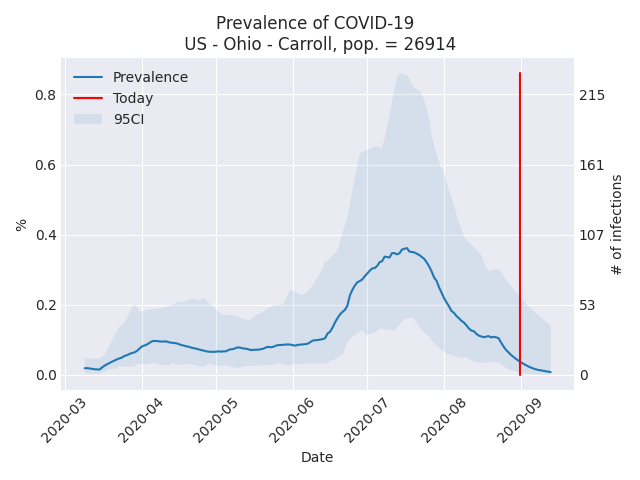 Prevalence of COVID-19
US - Ohio - Carroll, pop. = 26914
Prevalence
Today
95CI
0.8
0.6
0.4
0.2
0.0
%
215
161
107
53
0
# of infections
2020-03
2020-04
2020-05
2020-06
2020-07
2020-08
2020-09
Date